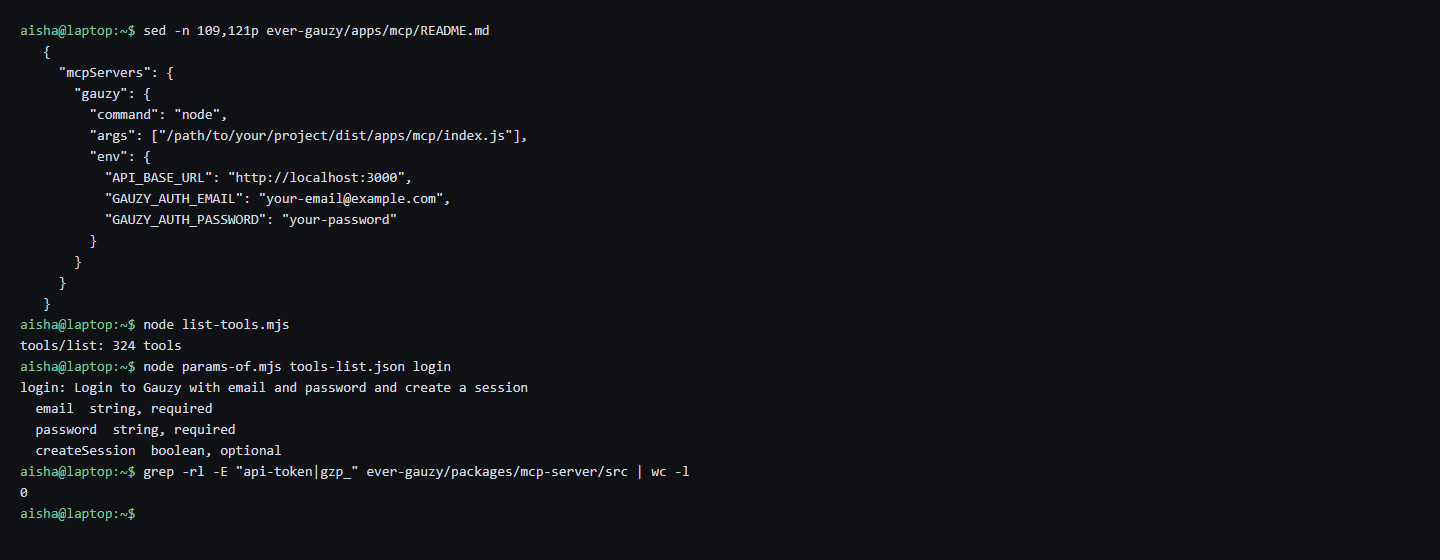 aisha@laptop:~$ sed -n 109,121p ever-gauzy/apps/mcp/README.md
   {
     "mcpServers": {
       "gauzy": {
         "command": "node",
         "args": ["/path/to/your/project/dist/apps/mcp/index.js"],
         "env": {
           "API_BASE_URL": "http://localhost:3000",
           "GAUZY_AUTH_EMAIL": "your-email@example.com",
           "GAUZY_AUTH_PASSWORD": "your-password"
         }
       }
     }
   }
aisha@laptop:~$ node list-tools.mjs
tools/list: 324 tools
aisha@laptop:~$ node params-of.mjs tools-list.json login
login: Login to Gauzy with email and password and create a session
  email  string, required
  password  string, required
  createSession  boolean, optional
aisha@laptop:~$ grep -rl -E "api-token|gzp_" ever-gauzy/packages/mcp-server/src | wc -l
0
aisha@laptop:~$